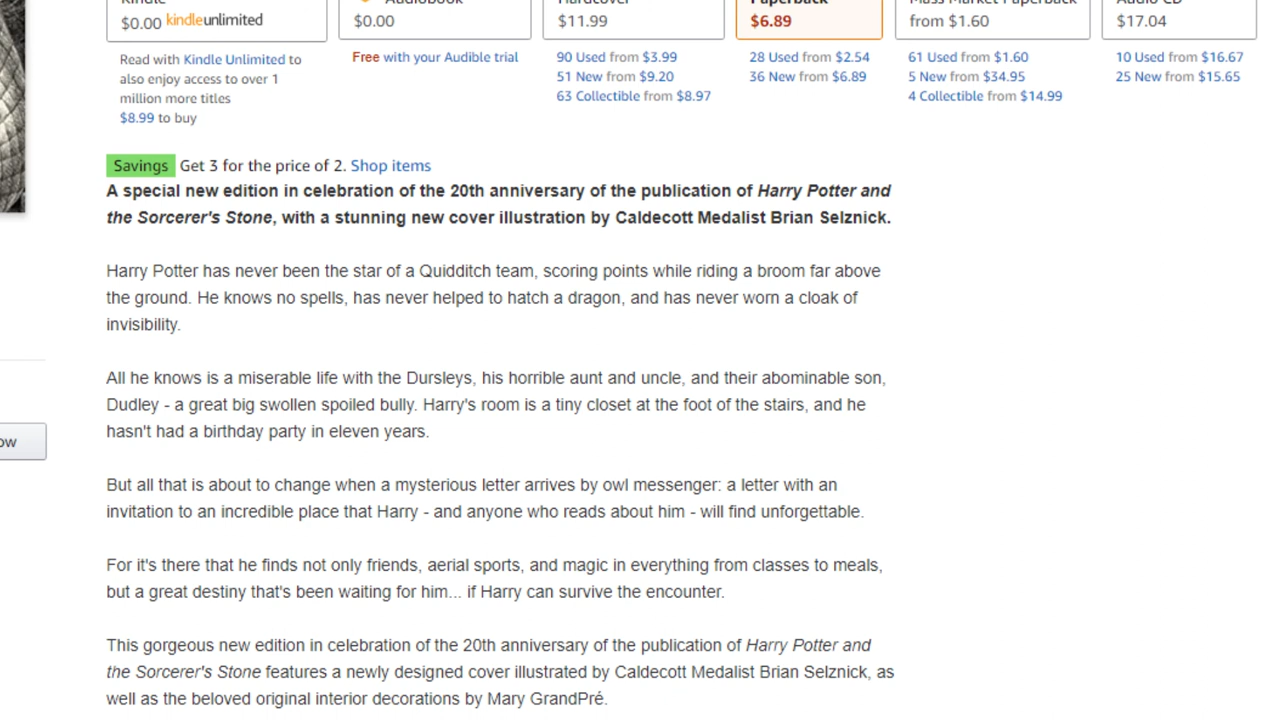 Kindle
Audiobook
Hardcover
Paperback
Mass Market Paperback
Audio CD
$0.00 kindleunlimited
$0.00
$11.99
$6.89
from $1.60
$17.04
Read with Kindle Unlimited to
also enjoy access to over 1
million more titles
$8.99 to buy
Free with your Audible trial
90 Used from $3.99
51 New from $9.20
63 Collectible from $8.97
28 Used from $2.54
36 New from $6.89
61 Used from $1.60
5 New from $34.95
4 Collectible from $14.99
10 Used from $16.67
25 New from $15.65
Savings Get 3 for the price of 2. Shop items
A special new edition in celebration of the 20th anniversary of the publication of Harry Potter and
the Sorcerer's Stone, with a stunning new cover illustration by Caldecott Medalist Brian Selznick.
Harry Potter has never been the star of a Quidditch team, scoring points while riding a broom far above
the ground. He knows no spells, has never helped to hatch a dragon, and has never worn a cloak of
invisibility.
All he knows is a miserable life with the Dursleys, his horrible aunt and uncle, and their abominable son,
Dudley - a great big swollen spoiled bully. Harry's room is a tiny closet at the foot of the stairs, and he
hasn't had a birthday party in eleven years.
ow
But all that is about to change when a mysterious letter arrives by owl messenger: a letter with an
invitation to an incredible place that Harry - and anyone who reads about him - will find unforgettable.
For it's there that he finds not only friends, aerial sports, and magic in everything from classes to meals,
but a great destiny that's been waiting for him... if Harry can survive the encounter.
This gorgeous new edition in celebration of the 20th anniversary of the publication of Harry Potter and
the Sorcerer's Stone features a newly designed cover illustrated by Caldecott Medalist Brian Selznick, as
well as the beloved original interior decorations by Mary GrandPré.